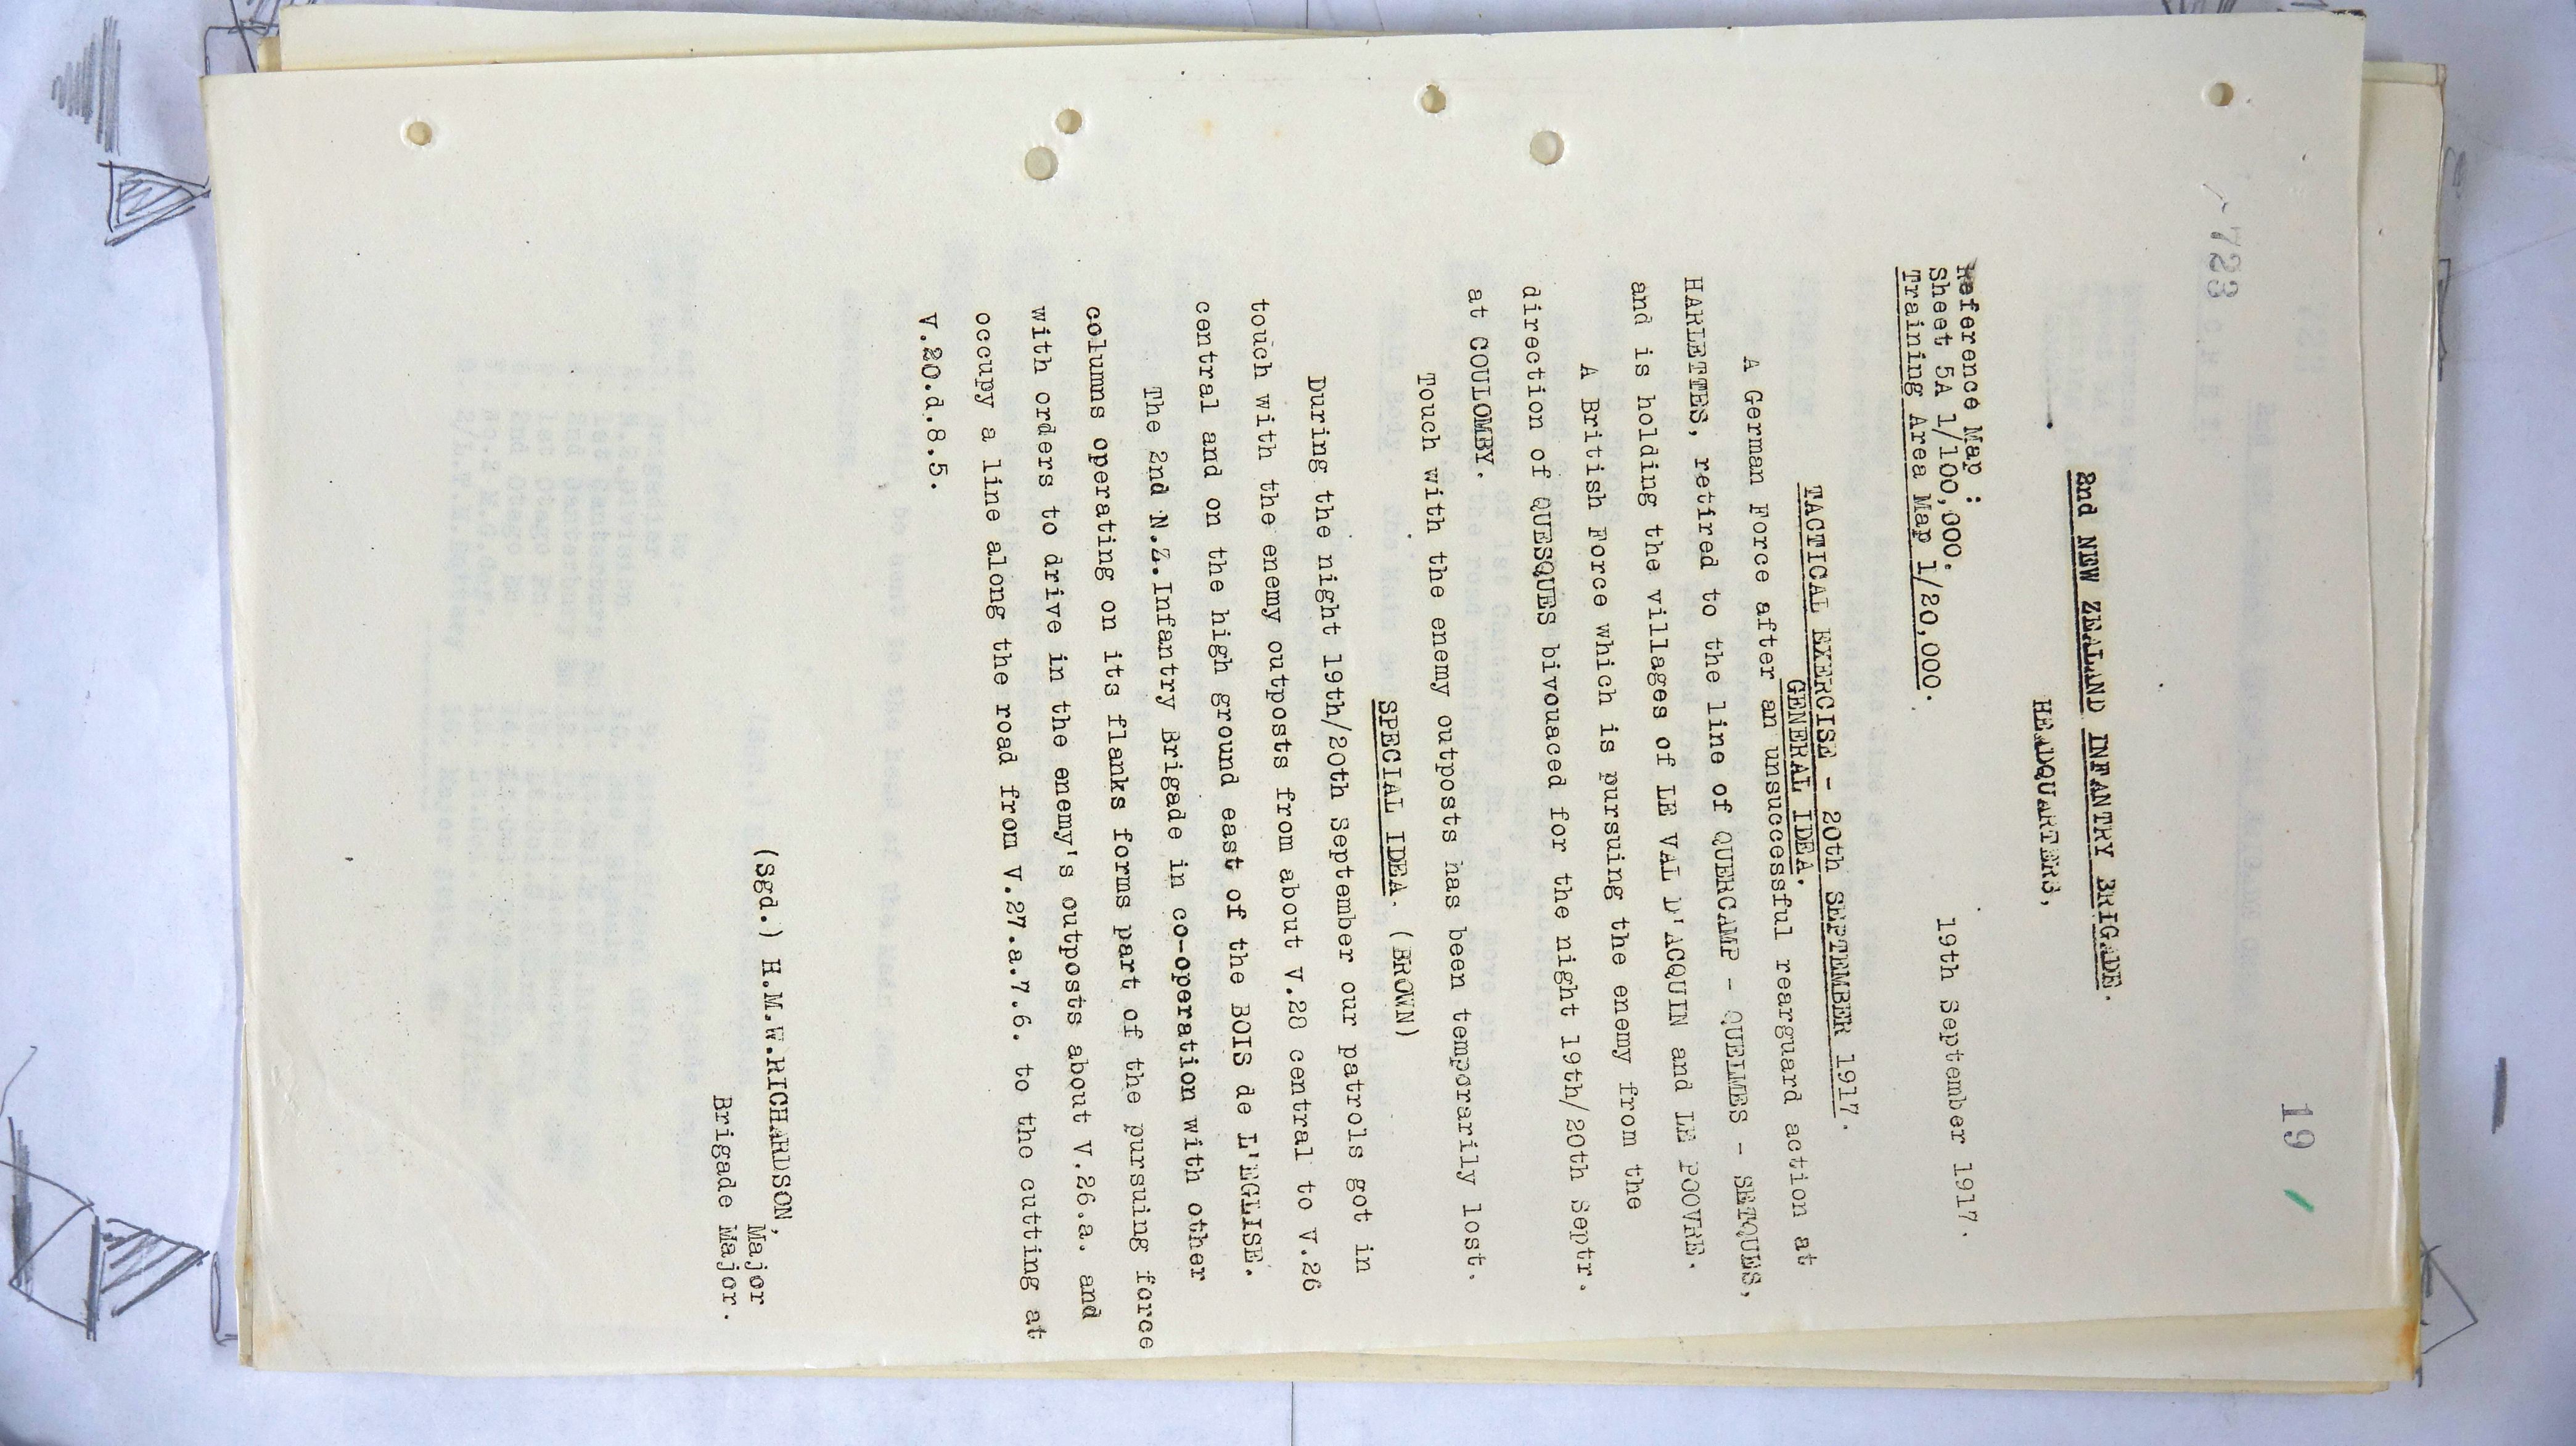 19
723
2nd NEW ZEALAND INFANTRY BRIGADE.
HEADQUARTERS,
19th September 1917.
Reference Map :
Sheet 5A 1/100,000.
Training Area Map 1/20,000.
TACTICAL EXERCISE - 20th SEPTEMBER 1917.
GENERAL IDEA.
A German Force after an unsuccessful rearguard action at
HARLETTES, retired to the line of QUERCAMP - QUELMES - SETQUES,
and is holding the villages of LE VAL D'ACQUIN and LE POOVRE.
A British Force which is pursuing the enemy from the
direction of QUESQUES bivouaced for the night 19th/20th Septr.
at COULOMBY.
Touch with the enemy outposts has been temporarily lost.
SPECIAL IDEA. (BROWN)
During the night 19th/20th September our patrols got in
touch with the enemy outposts from about V.28 central to V.26
central and on the high ground east of the BOIS de L'EGLISE.
The 2nd N.Z.Infantry Brigade in co-operation with other
columns operating on its flanks forms part of the pursuing force
with orders to drive in the enemy's outposts about V.26.a. and
occupy a line along the road from V.27.a.7.6. to the cutting at
V.20.d.8.5.
(Sgd.) H.M.W.RICHARDSON,
Major
Brigade Major.